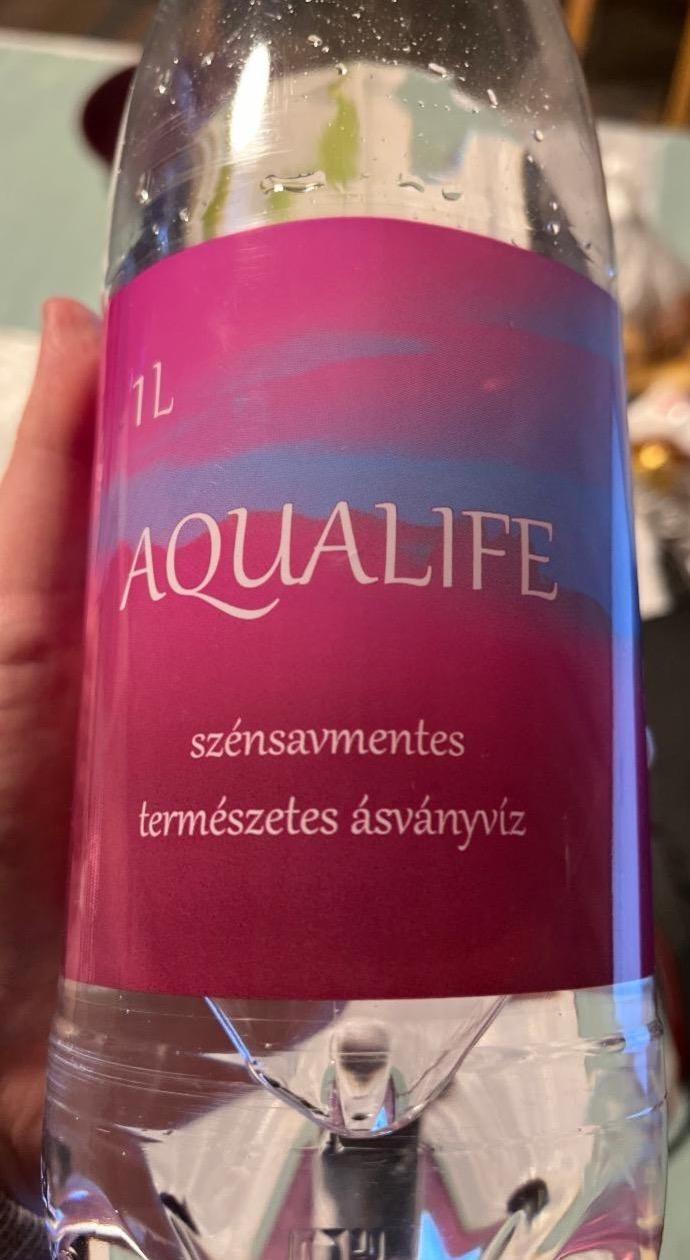 1L
AQUALIFE
szénsavmentes
természetes ásványvíz